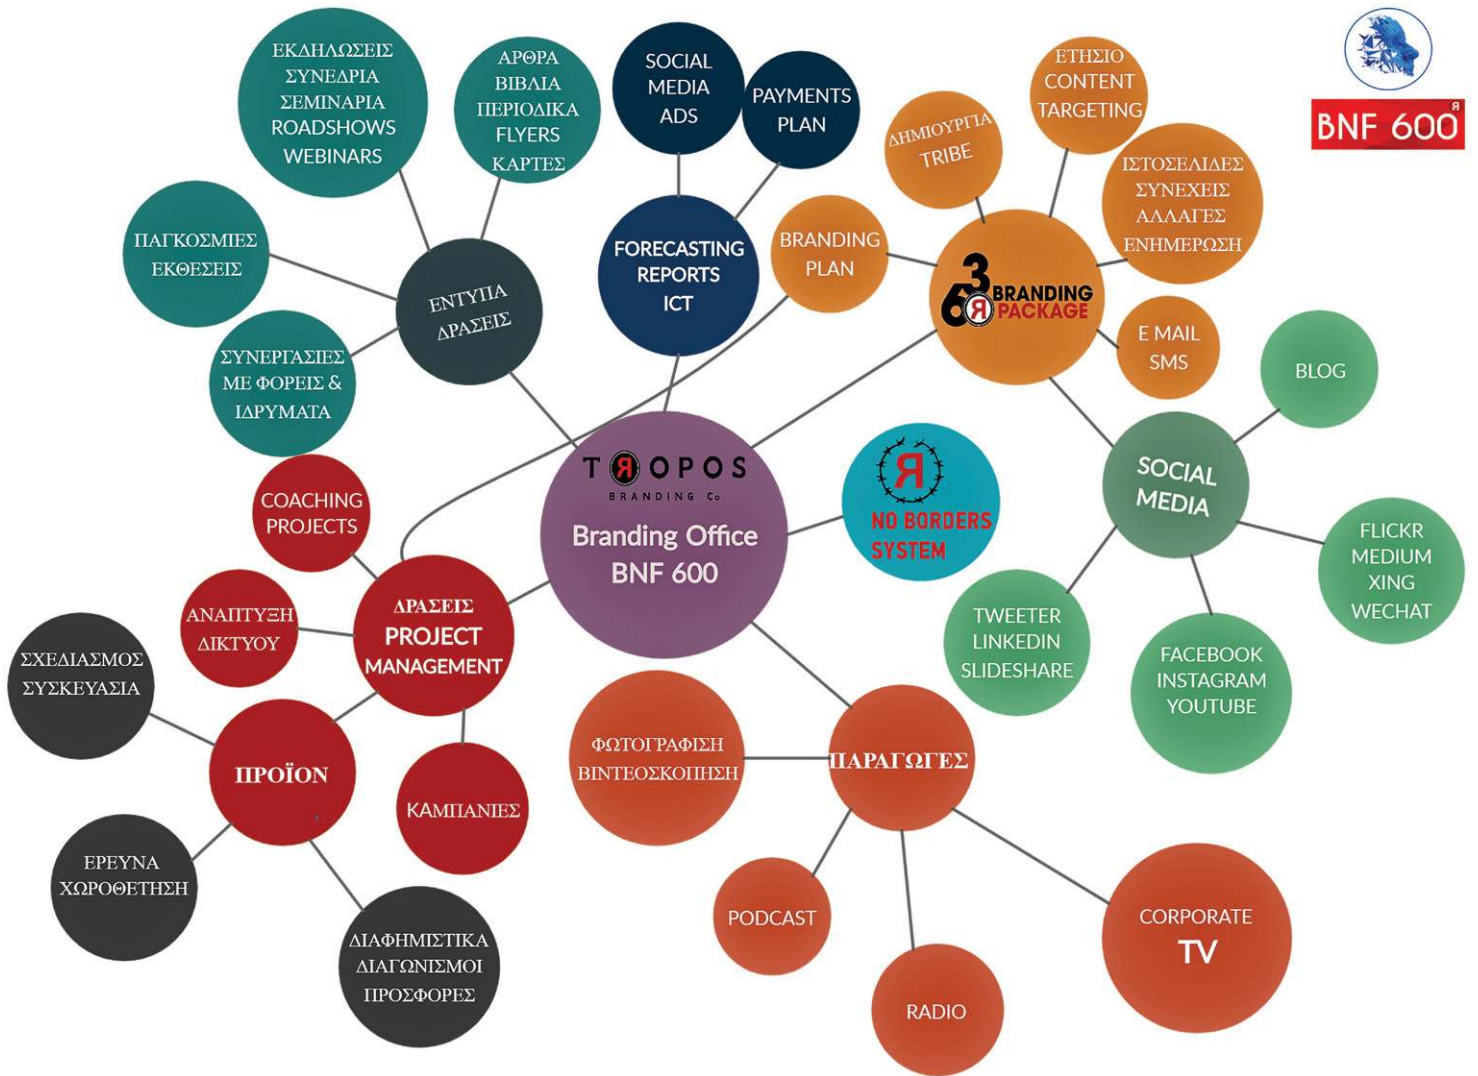 ΕΚΔΗΛΩΣΕΙΣ
ΣΥΝΕΔΡΙΑ
ΣΕΜΙΝΑΡΙΑ
ROADSHOWS
WEBINARS
ΑΡΘΡΑ
ΒΙΒΛΙΑ
ΠΕΡΙΟΔΙΚΑ
FLYERS
ΚΑΡΤΕΣ
SOCIAL
MEDIA
ADS
PAYMENTS
PLAN
ΔΗΜΙΟΥΡΓΙΑ
TRIBE
ΕΤΗΣΙΟ
CONTENT
TARGETING
BNF 600
Я
ΙΣΤΟΣΕΛΙΔΕΣ
ΣΥΝΕΧΕΙΣ
ΑΛΛΑΓΕΣ
ΕΝΗΜΕΡΩΣΗ
ΠΑΓΚΟΣΜΙΕΣ
ΕΚΘΕΣΕΙΣ
ΕΝΤΥΠΑ
ΔΡΑΣΕΙΣ
FORECASTING
REPORTS
ICT
BRANDING
PLAN
36Я BRANDING
PACKAGE
E MAIL
SMS
ΣΥΝΕΡΓΑΣΙΕΣ
ΜΕ ΦΟΡΕΙΣ &
ΙΔΡΥΜΑΤΑ
BLOG
SOCIAL
MEDIA
TЯOPOS
BRANDING Co
Branding Office
BNF 600
Я
NO BORDERS
SYSTEM
COACHING
PROJECTS
FLICKR
MEDIUM
XING
WECHAT
ΑΝΑΠΤΥΞΗ
ΔΙΚΤΥΟΥ
ΔΡΑΣΕΙΣ
PROJECT
MANAGEMENT
TWEETER
LINKEDIN
SLIDESHARE
FACEBOOK
INSTAGRAM
YOUTUBE
ΣΧΕΔΙΑΣΜΟΣ
ΣΥΣΚΕΥΑΣΙΑ
ΠΡΟΪΟΝ
ΚΑΜΠΑΝΙΕΣ
ΦΩΤΟΓΡΑΦΙΣΗ
ΒΙΝΤΕΟΣΚΟΠΗΣΗ
ΠΑΡΑΓΩΓΕΣ
ΕΡΕΥΝΑ
ΧΩΡΟΘΕΤΗΣΗ
ΔΙΑΦΗΜΙΣΤΙΚΑ
ΔΙΑΓΩΝΙΣΜΟΙ
ΠΡΟΣΦΟΡΕΣ
PODCAST
RADIO
CORPORATE
TV